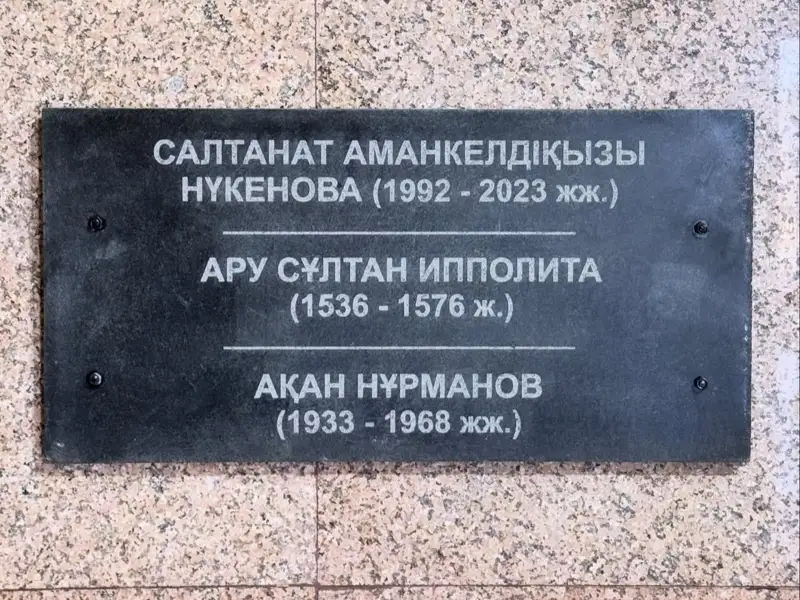 САЛТАНАТ АМАНКЕЛДІҚЫЗЫ
НҮКЕНОВА (1992 - 2023 жж.)
АРУ СҰЛТАН ИППОЛИТА
(1536 - 1576 ж.)
АҚАН НҰРМАНОВ
(1933 - 1968 жж.)